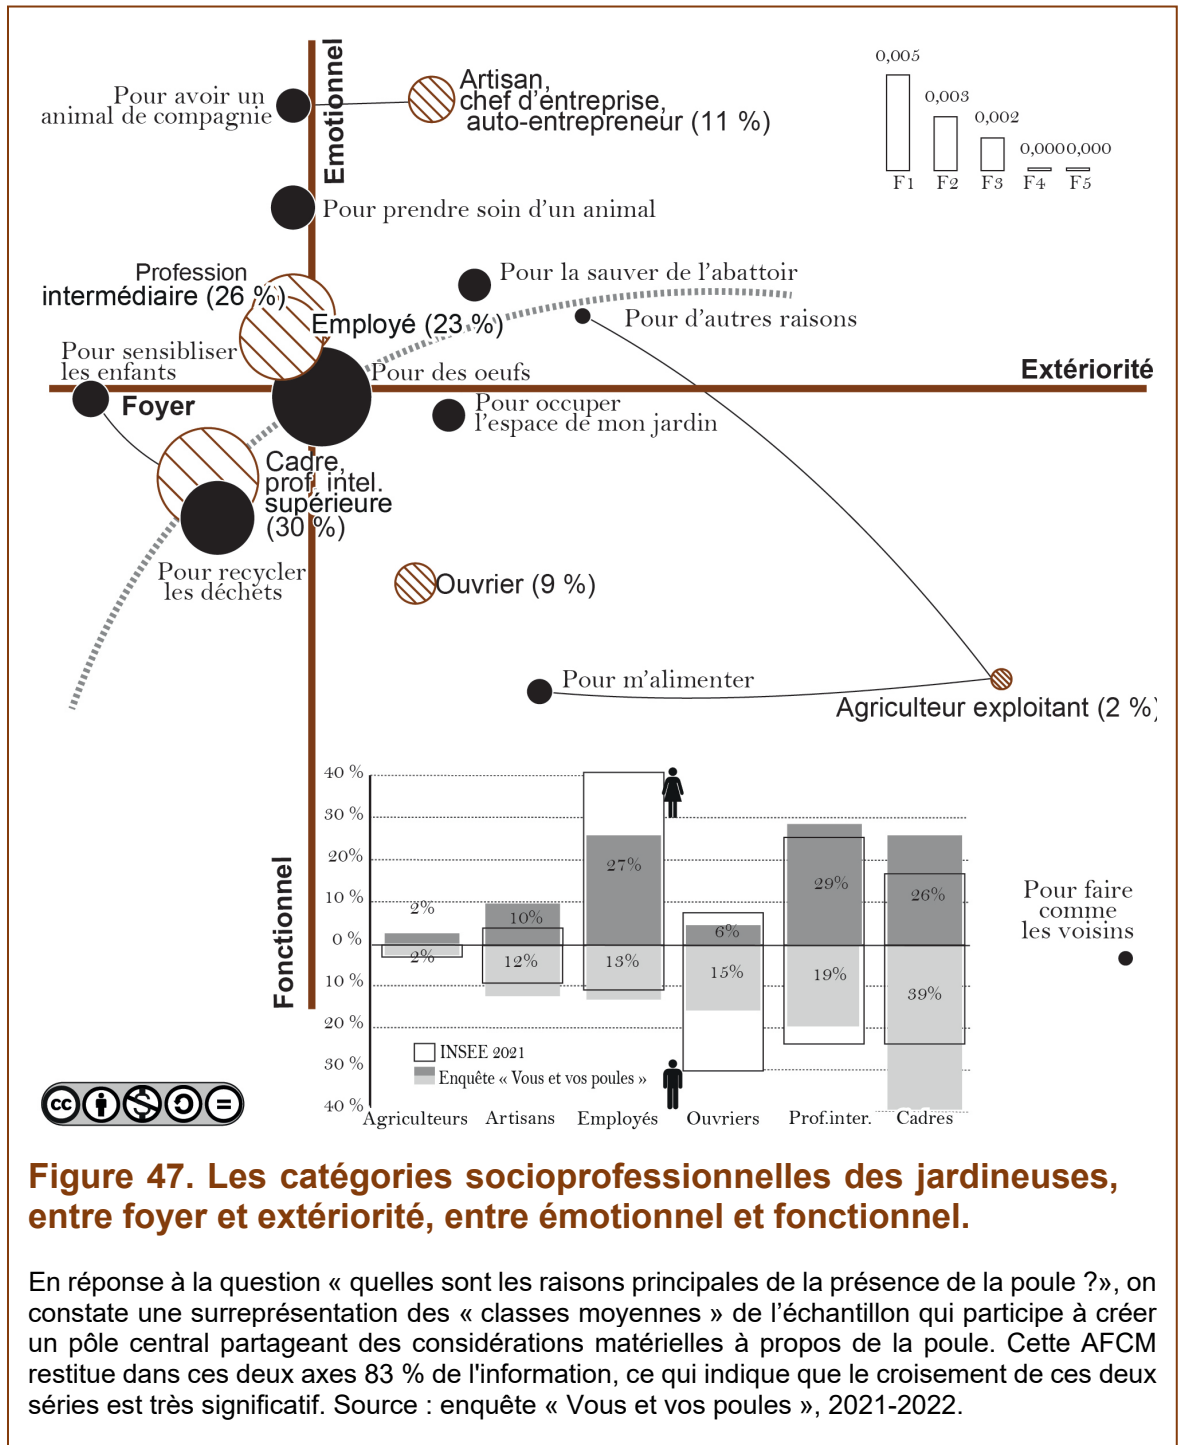 Emotionnel
Pour avoir un
animal de compagnie
Artisan,
chef d'entreprise,
auto-entrepreneur (11 %)
0,005
0,003
0,002
0,000
0,000
F1
F2
F3
F4
F5
Pour prendre soin d'un animal
Profession
intermédiaire (26 %)
Pour la sauver de l'abattoir
Employé (23 %)
Pour d'autres raisons
Pour sensibliser
les enfants
Pour des oeufs
Extériorité
Foyer
Pour occuper
l'espace de mon jardin
Cadre,
prof. intel.
supérieure
(30 %)
Pour recycler
les déchets
Ouvrier (9 %)
Pour m'alimenter
Agriculteur exploitant (2 %)
Fonctionnel
40 %
30 %
20%
10 %
0 %
10 %
20 %
30 %
40 %
2%
2%
10%
12%
27%
13%
6%
15%
29%
19%
26%
39%
INSEE 2021
Enquête « Vous et vos poules »
Agriculteurs
Artisans
Employés
Ouvriers
Prof.inter.
Cadres
Pour faire
comme
les voisins
cc
Figure 47. Les catégories socioprofessionnelles des jardineuses,
entre foyer et extériorité, entre émotionnel et fonctionnel.
En réponse à la question « quelles sont les raisons principales de la présence de la poule ?», on
constate une surreprésentation des « classes moyennes » de l'échantillon qui participe à créer
un pôle central partageant des considérations matérielles à propos de la poule. Cette AFCM
restitue dans ces deux axes 83 % de l'information, ce qui indique que le croisement de ces deux
séries est très significatif. Source : enquête « Vous et vos poules », 2021-2022.